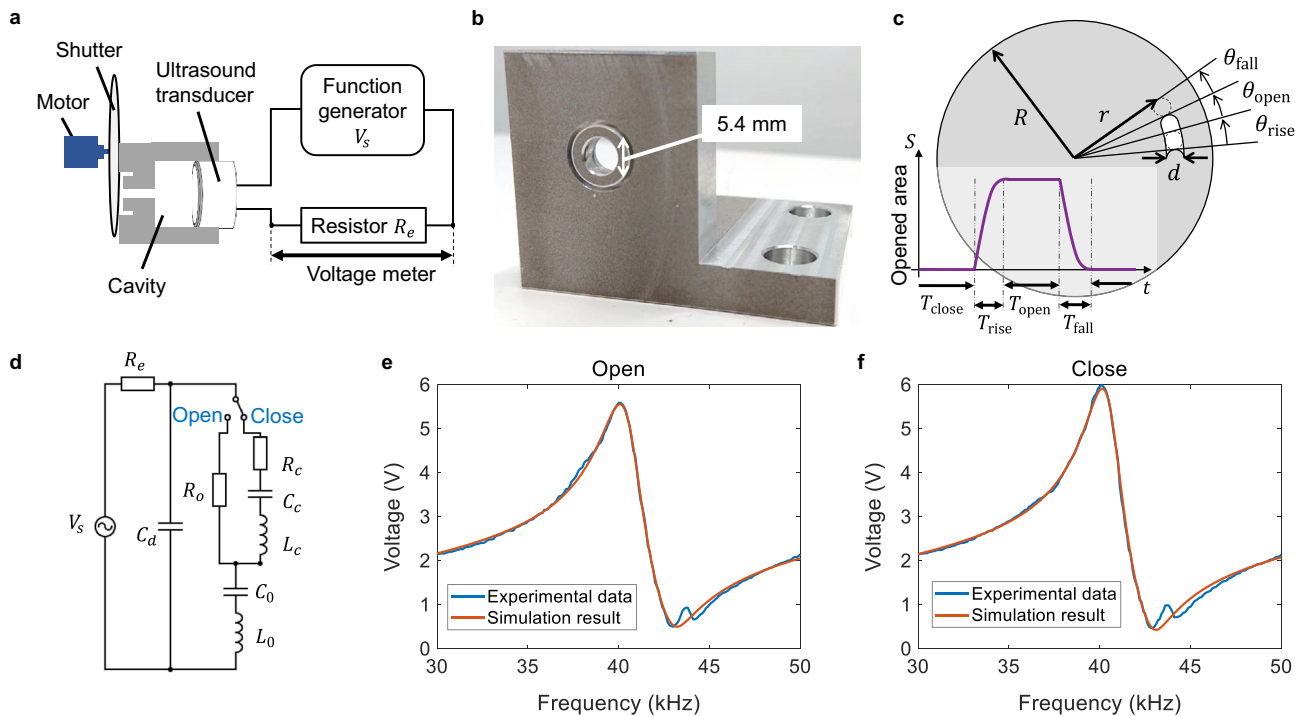 a
Shutter
Motor
Ultrasound
transducer
Function
generator
V_s
Resistor R_e
Voltage meter
Cavity
b
5.4 mm
c
R
r
θ_fall
θ_open
θ_rise
d
S
Opened area
t
T_close
T_rise
T_open
T_fall
d
R_e
Open
Close
R_c
R_o
C_c
L_c
V_s
C_d
C_0
L_0
e
Open
Voltage (V)
6
5
4
3
2
1
0
Experimental data
Simulation result
30
35
40
45
50
Frequency (kHz)
f
Close
Voltage (V)
6
5
4
3
2
1
0
Experimental data
Simulation result
30
35
40
45
50
Frequency (kHz)